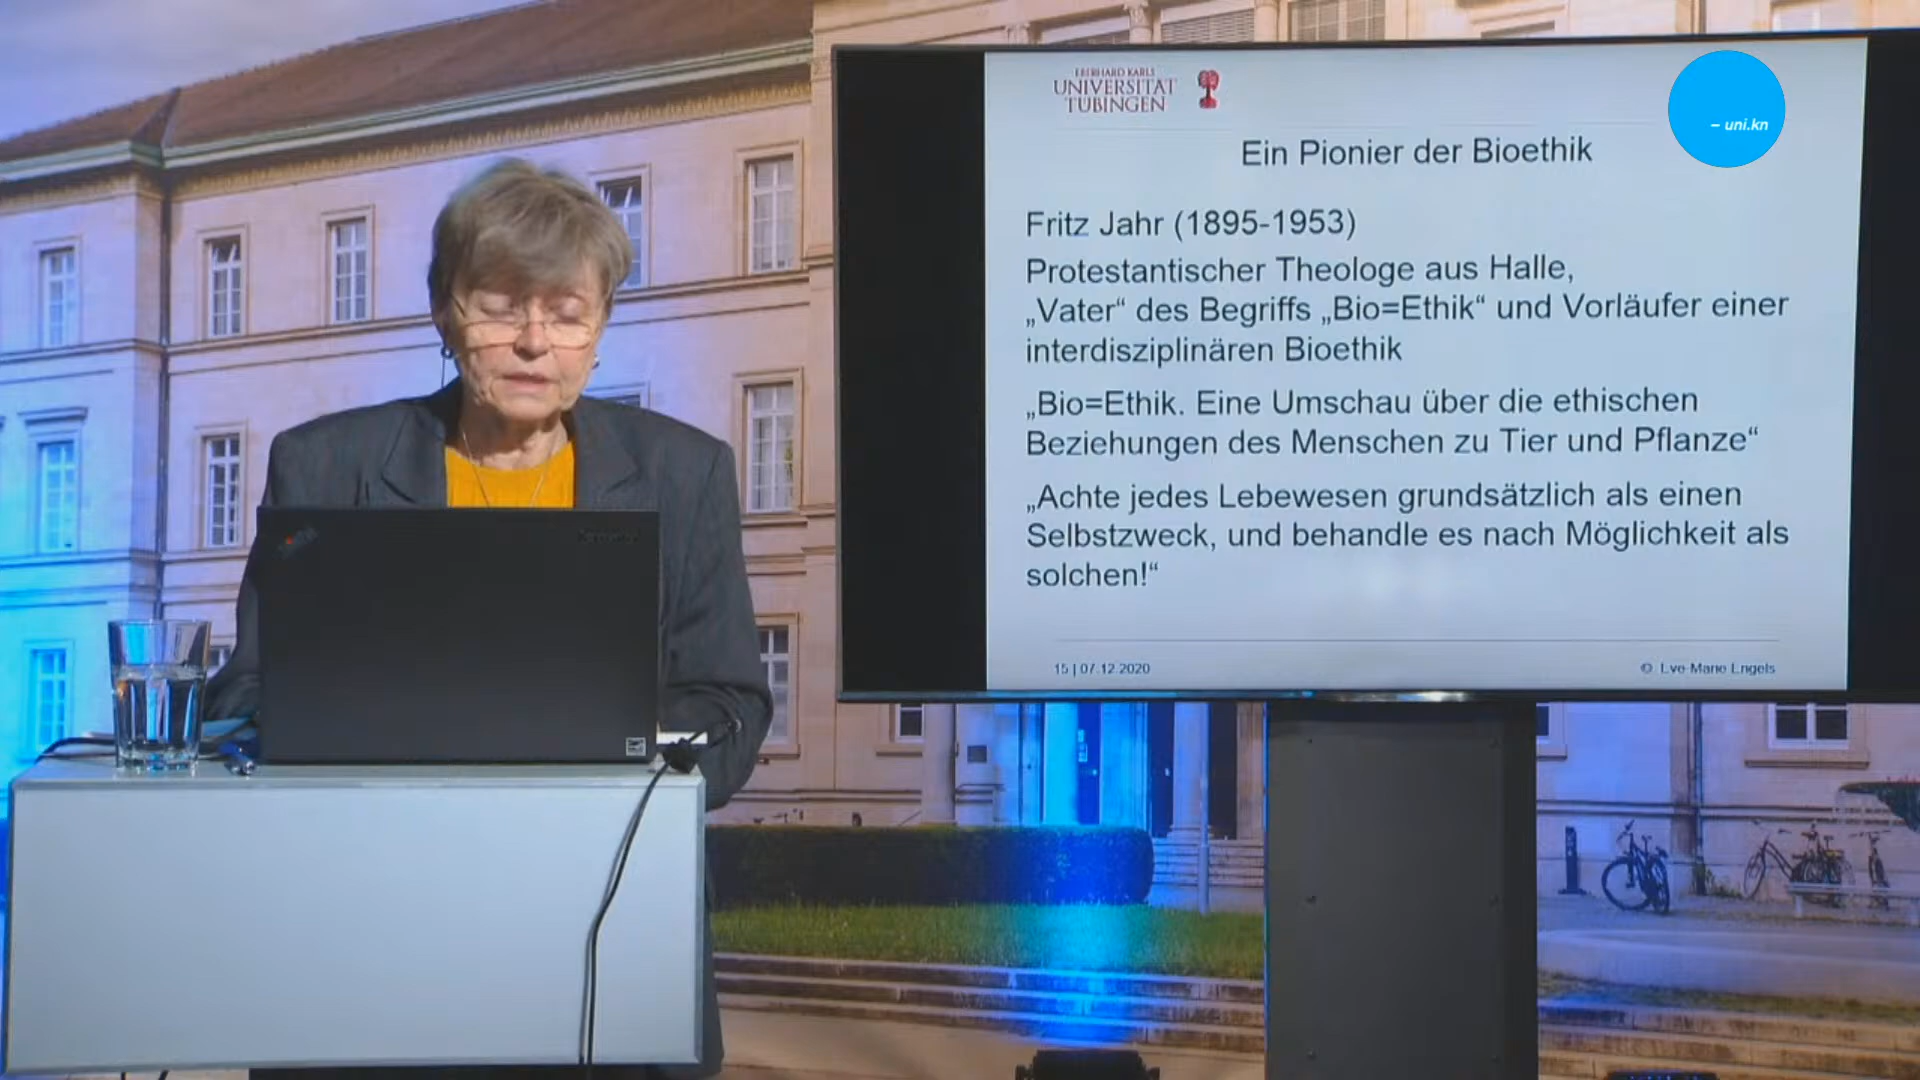 EBERHARD KARLS
UNIVERSITÄT
TÜBINGEN
– uni.kn
Ein Pionier der Bioethik
Fritz Jahr (1895-1953)
Protestantischer Theologe aus Halle,
„Vater“ des Begriffs „Bio=Ethik“ und Vorläufer einer
interdisziplinären Bioethik
„Bio=Ethik. Eine Umschau über die ethischen
Beziehungen des Menschen zu Tier und Pflanze“
„Achte jedes Lebewesen grundsätzlich als einen
Selbstzweck, und behandle es nach Möglichkeit als
solchen!“
15 | 07.12.2020
© Eve-Marie Engels